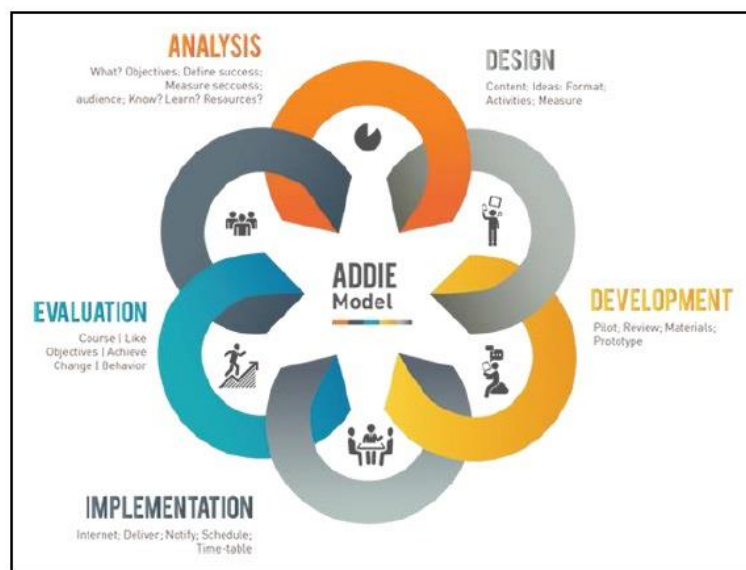 ANALYSIS
What? Objectives: Define success;
Measure seccuess;
audience; Know? Learn? Resources?
DESIGN
Content; Ideas: Format;
Activities; Measure
ADDIE
Model
EVALUATION
Course | Like
Objectives | Achieve
Change | Behavior
DEVELOPMENT
Pilot; Review; Materials;
Prototype
IMPLEMENTATION
Internet; Deliver; Notify; Schedule;
Time-table